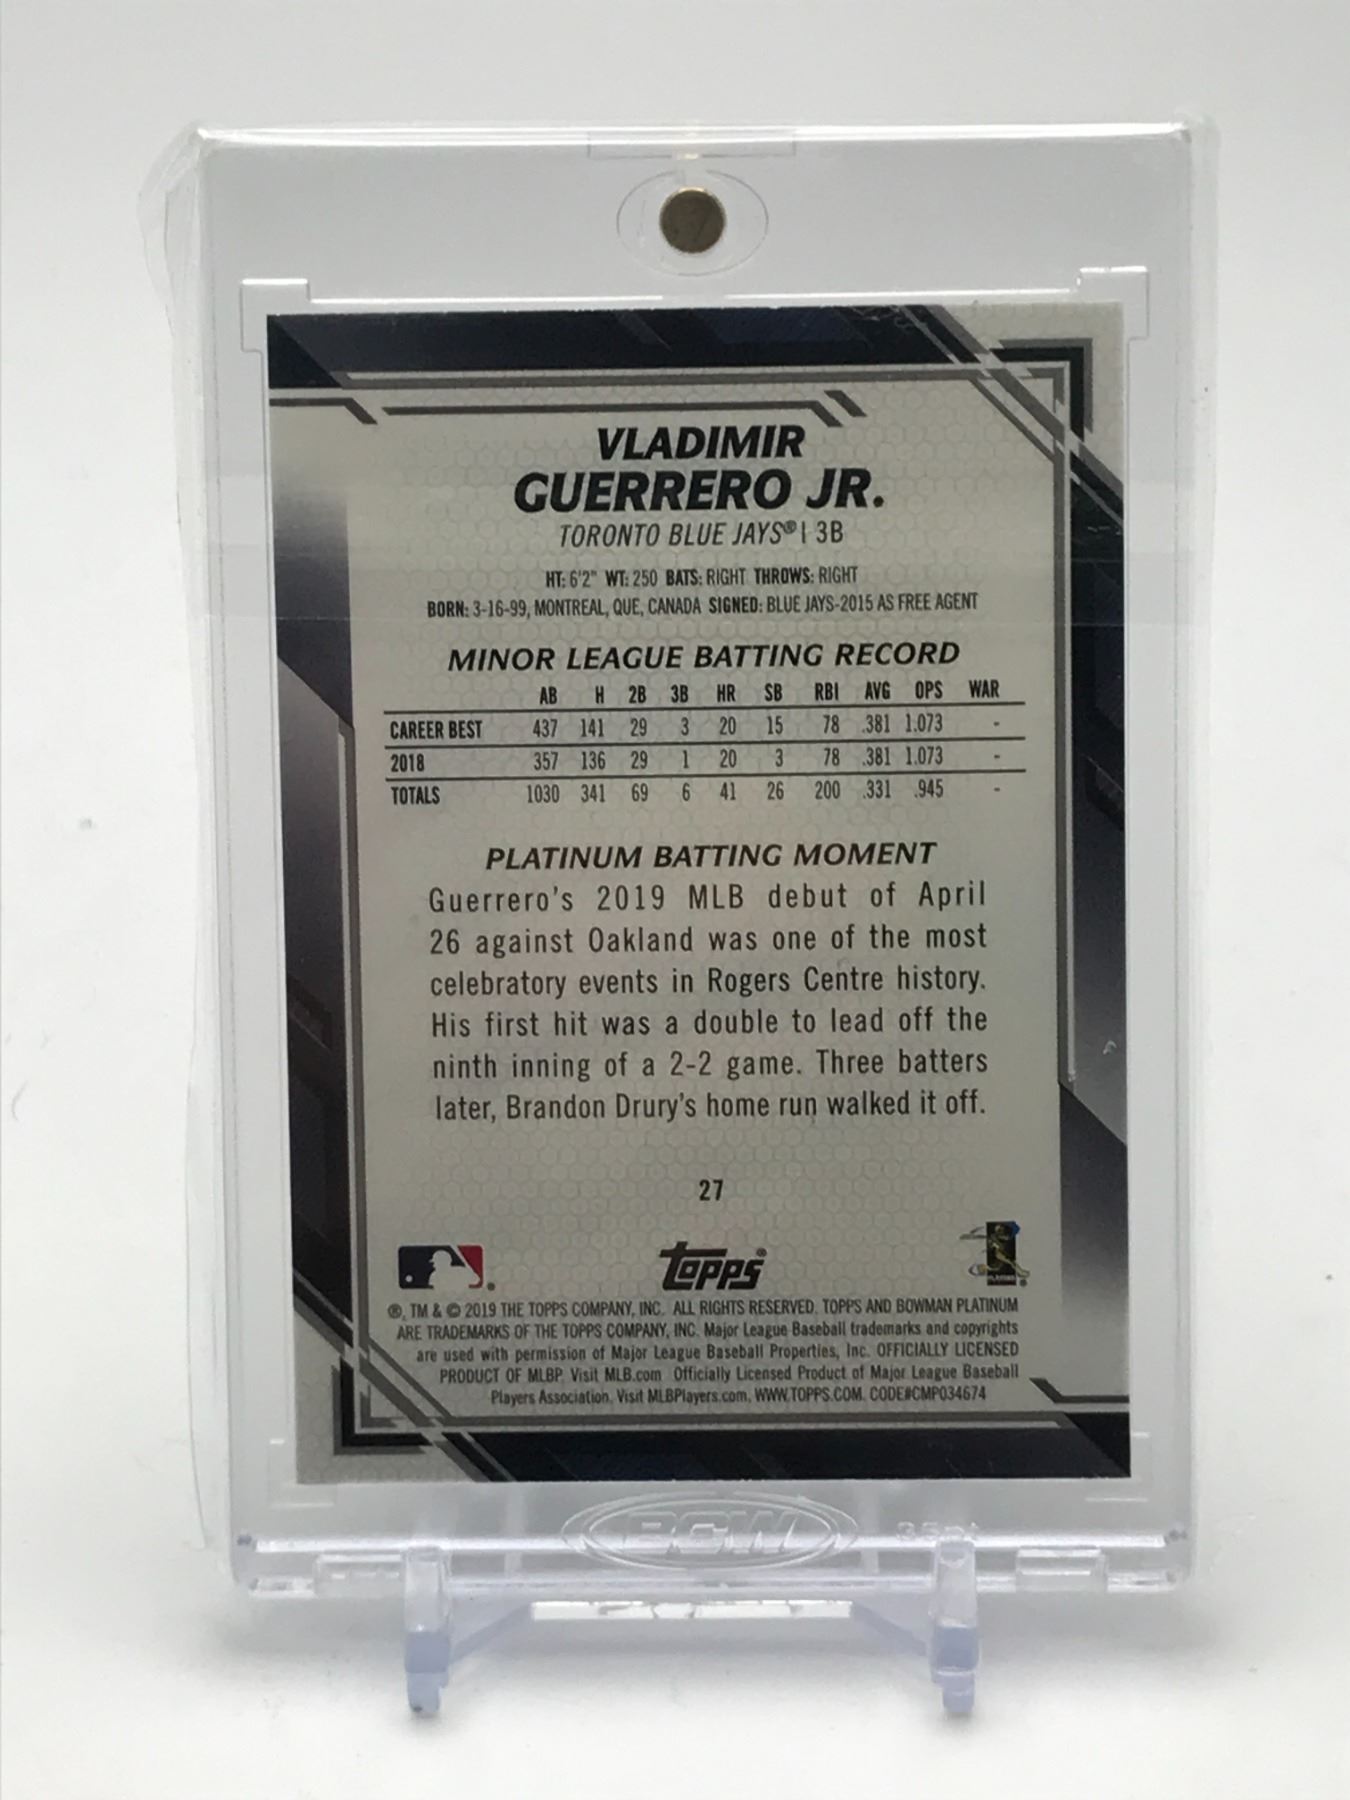 VLADIMIR
GUERRERO JR.
TORONTO BLUE JAYS® | 3B
HT: 6'2" WT: 250 BATS: RIGHT THROWS: RIGHT
BORN: 3-16-99, MONTREAL, QUE, CANADA SIGNED: BLUE JAYS-2015 AS FREE AGENT
MINOR LEAGUE BATTING RECORD
AB H 2B 3B HR SB RBI AVG OPS WAR
CAREER BEST 437 141 29 3 20 15 78 .381 1.073 -
2018 357 136 29 1 20 3 78 .381 1.073 -
TOTALS 1030 341 69 6 41 26 200 .331 .945 -
PLATINUM BATTING MOMENT
Guerrero's 2019 MLB debut of April
26 against Oakland was one of the most
celebratory events in Rogers Centre history.
His first hit was a double to lead off the
ninth inning of a 2-2 game. Three batters
later, Brandon Drury's home run walked it off.
27
Topps®
®, TM & © 2019 THE TOPPS COMPANY, INC. ALL RIGHTS RESERVED. TOPPS AND BOWMAN PLATINUM
ARE TRADEMARKS OF THE TOPPS COMPANY, INC. Major League Baseball trademarks and copyrights
are used with permission of Major League Baseball Properties, Inc. OFFICIALLY LICENSED
PRODUCT OF MLBP. Visit MLB.com Officially Licensed Product of Major League Baseball
Players Association. Visit MLBPlayers.com, WWW.TOPPS.COM. CODE#CMP034674
BCW 35pt